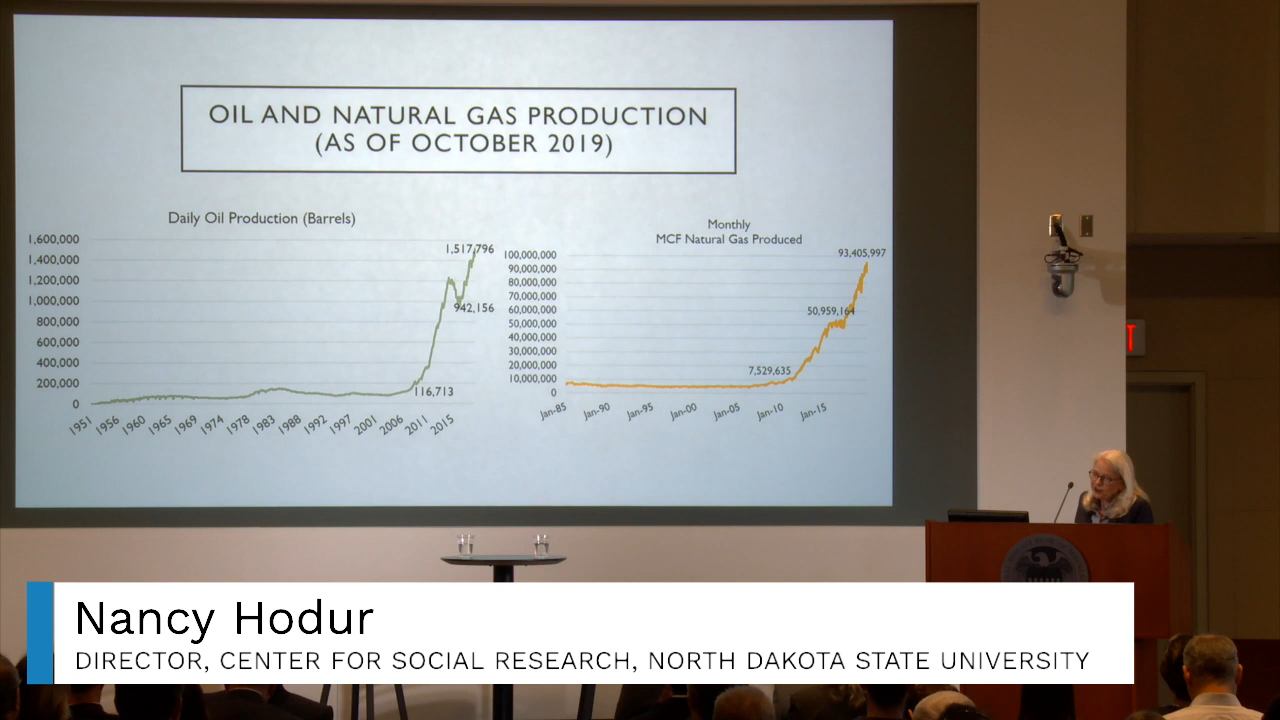 OIL AND NATURAL GAS PRODUCTION
(AS OF OCTOBER 2019)
Daily Oil Production (Barrels)
1,600,000
1,400,000
1,200,000
1,000,000
800,000
600,000
400,000
200,000
0
1,517,796
942,156
116,713
1951
1956
1960
1965
1969
1974
1978
1983
1988
1992
1997
2001
2006
2011
2015
Monthly
MCF Natural Gas Produced
100,000,000
90,000,000
80,000,000
70,000,000
60,000,000
50,000,000
40,000,000
30,000,000
20,000,000
10,000,000
0
93,405,997
50,959,164
7,529,635
Jan-85
Jan-90
Jan-95
Jan-00
Jan-05
Jan-10
Jan-15
T
Nancy Hodur
DIRECTOR, CENTER FOR SOCIAL RESEARCH, NORTH DAKOTA STATE UNIVERSITY